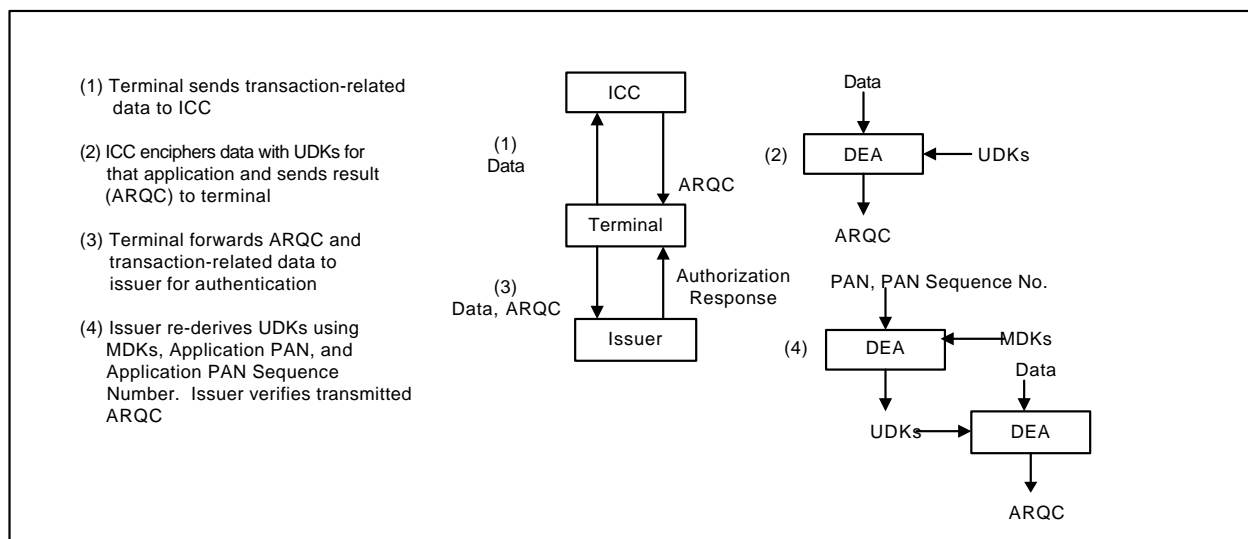 (1) Terminal sends transaction-related
data to ICC
(2) ICC enciphers data with UDKs for
that application and sends result
(ARQC) to terminal
(3) Terminal forwards ARQC and
transaction-related data to
issuer for authentication
(4) Issuer re-derives UDKs using
MDKs, Application PAN, and
Application PAN Sequence
Number. Issuer verifies transmitted
ARQC
ICC
(1)
Data
ARQC
Terminal
(3)
Data, ARQC
Authorization
Response
Issuer
Data
(2)
DEA
UDKs
ARQC
PAN, PAN Sequence No.
(4)
DEA
MDKs
Data
UDKs
DEA
ARQC